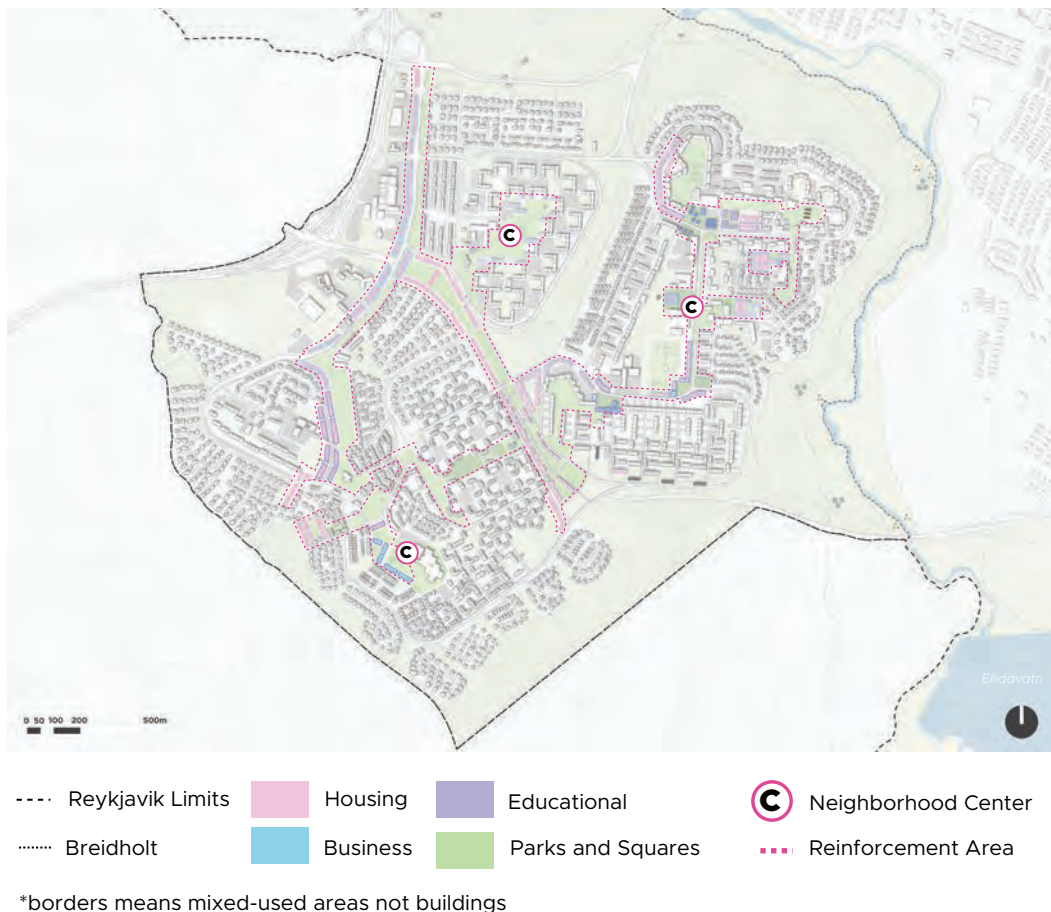 C
C
C
Ellidavatn
0 50 100 200 500m
Reykjavik Limits
Housing
Educational
C Neighborhood Center
Breidholt
Business
Parks and Squares
Reinforcement Area
*borders means mixed-used areas not buildings